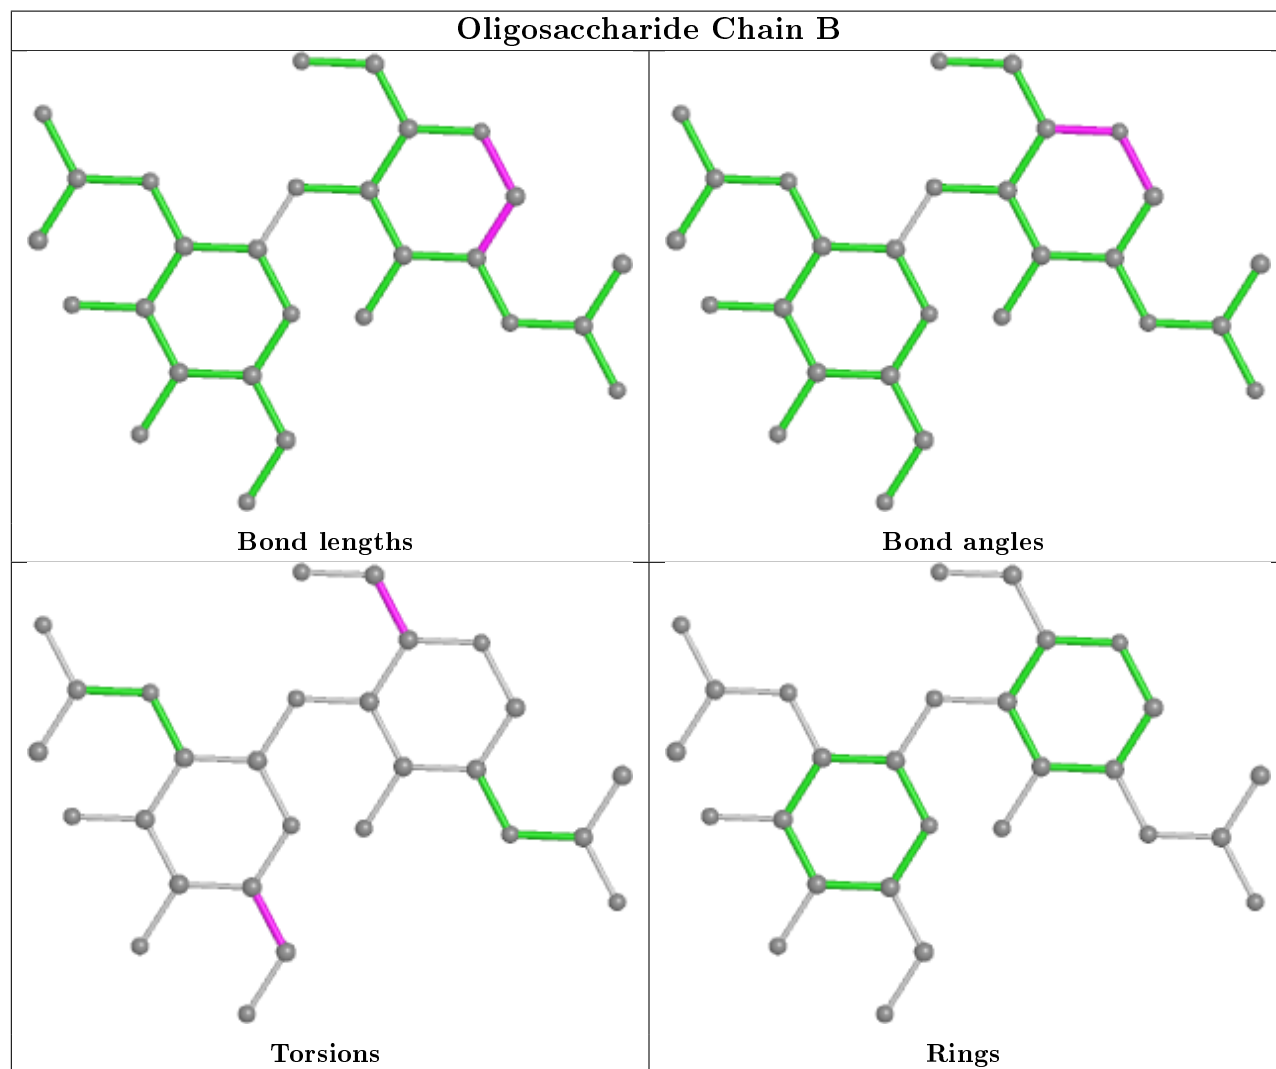 Oligosaccharide Chain B
Bond lengths
Bond angles
Torsions
Rings